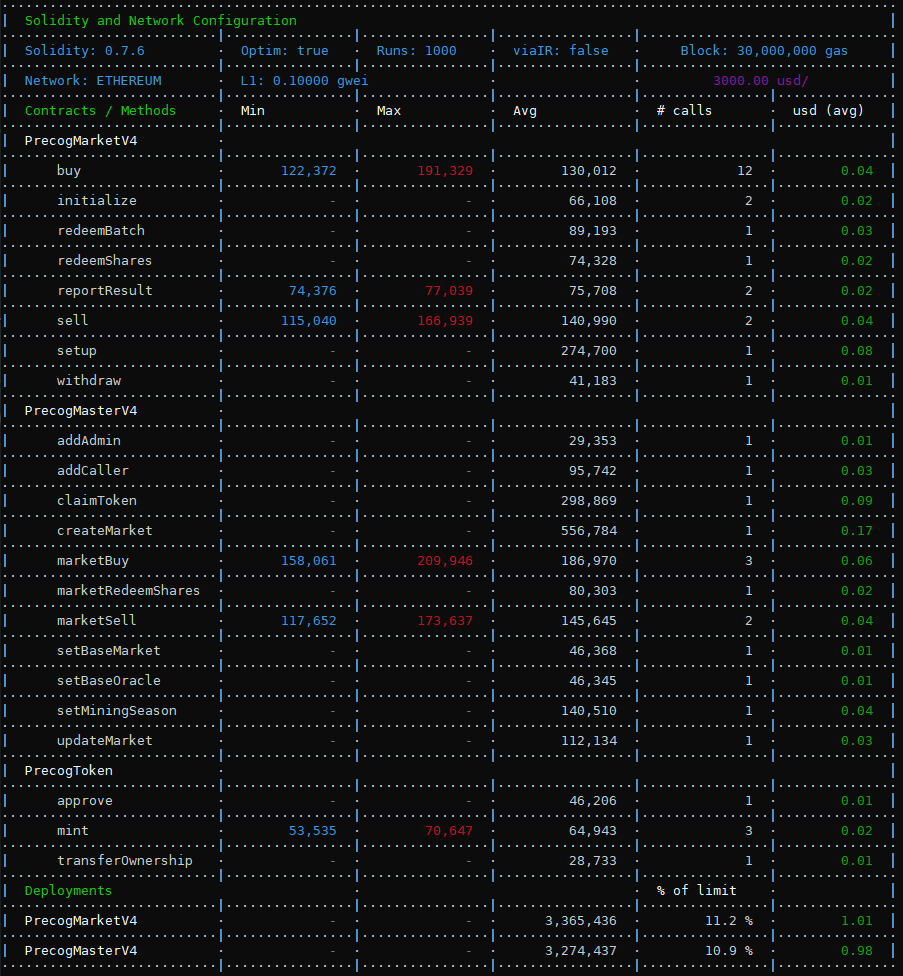 Solidity and Network Configuration
Solidity: 0.7.6 Optim: true Runs: 1000 viaIR: false Block: 30,000,000 gas
Network: ETHEREUM L1: 0.10000 gwei 3000.00 usd/
Contracts / Methods Min Max Avg # calls usd (avg)
PrecogMarketV4
buy 122,372 191,329 130,012 12 0.04
initialize - - 66,108 2 0.02
redeemBatch - - 89,193 1 0.03
redeemShares - - 74,328 1 0.02
reportResult 74,376 77,039 75,708 2 0.02
sell 115,040 166,939 140,990 2 0.04
setup - - 274,700 1 0.08
withdraw - - 41,183 1 0.01
PrecogMasterV4
addAdmin - - 29,353 1 0.01
addCaller - - 95,742 1 0.03
claimToken - - 298,869 1 0.09
createMarket - - 556,784 1 0.17
marketBuy 158,061 209,946 186,970 3 0.06
marketRedeemShares - - 80,303 1 0.02
marketSell 117,652 173,637 145,645 2 0.04
setBaseMarket - - 46,368 1 0.01
setBaseOracle - - 46,345 1 0.01
setMiningSeason - - 140,510 1 0.04
updateMarket - - 112,134 1 0.03
PrecogToken
approve - - 46,206 1 0.01
mint 53,535 70,647 64,943 3 0.02
transferOwnership - - 28,733 1 0.01
Deployments % of limit
PrecogMarketV4 - - 3,365,436 11.2 % 1.01
PrecogMasterV4 - - 3,274,437 10.9 % 0.98